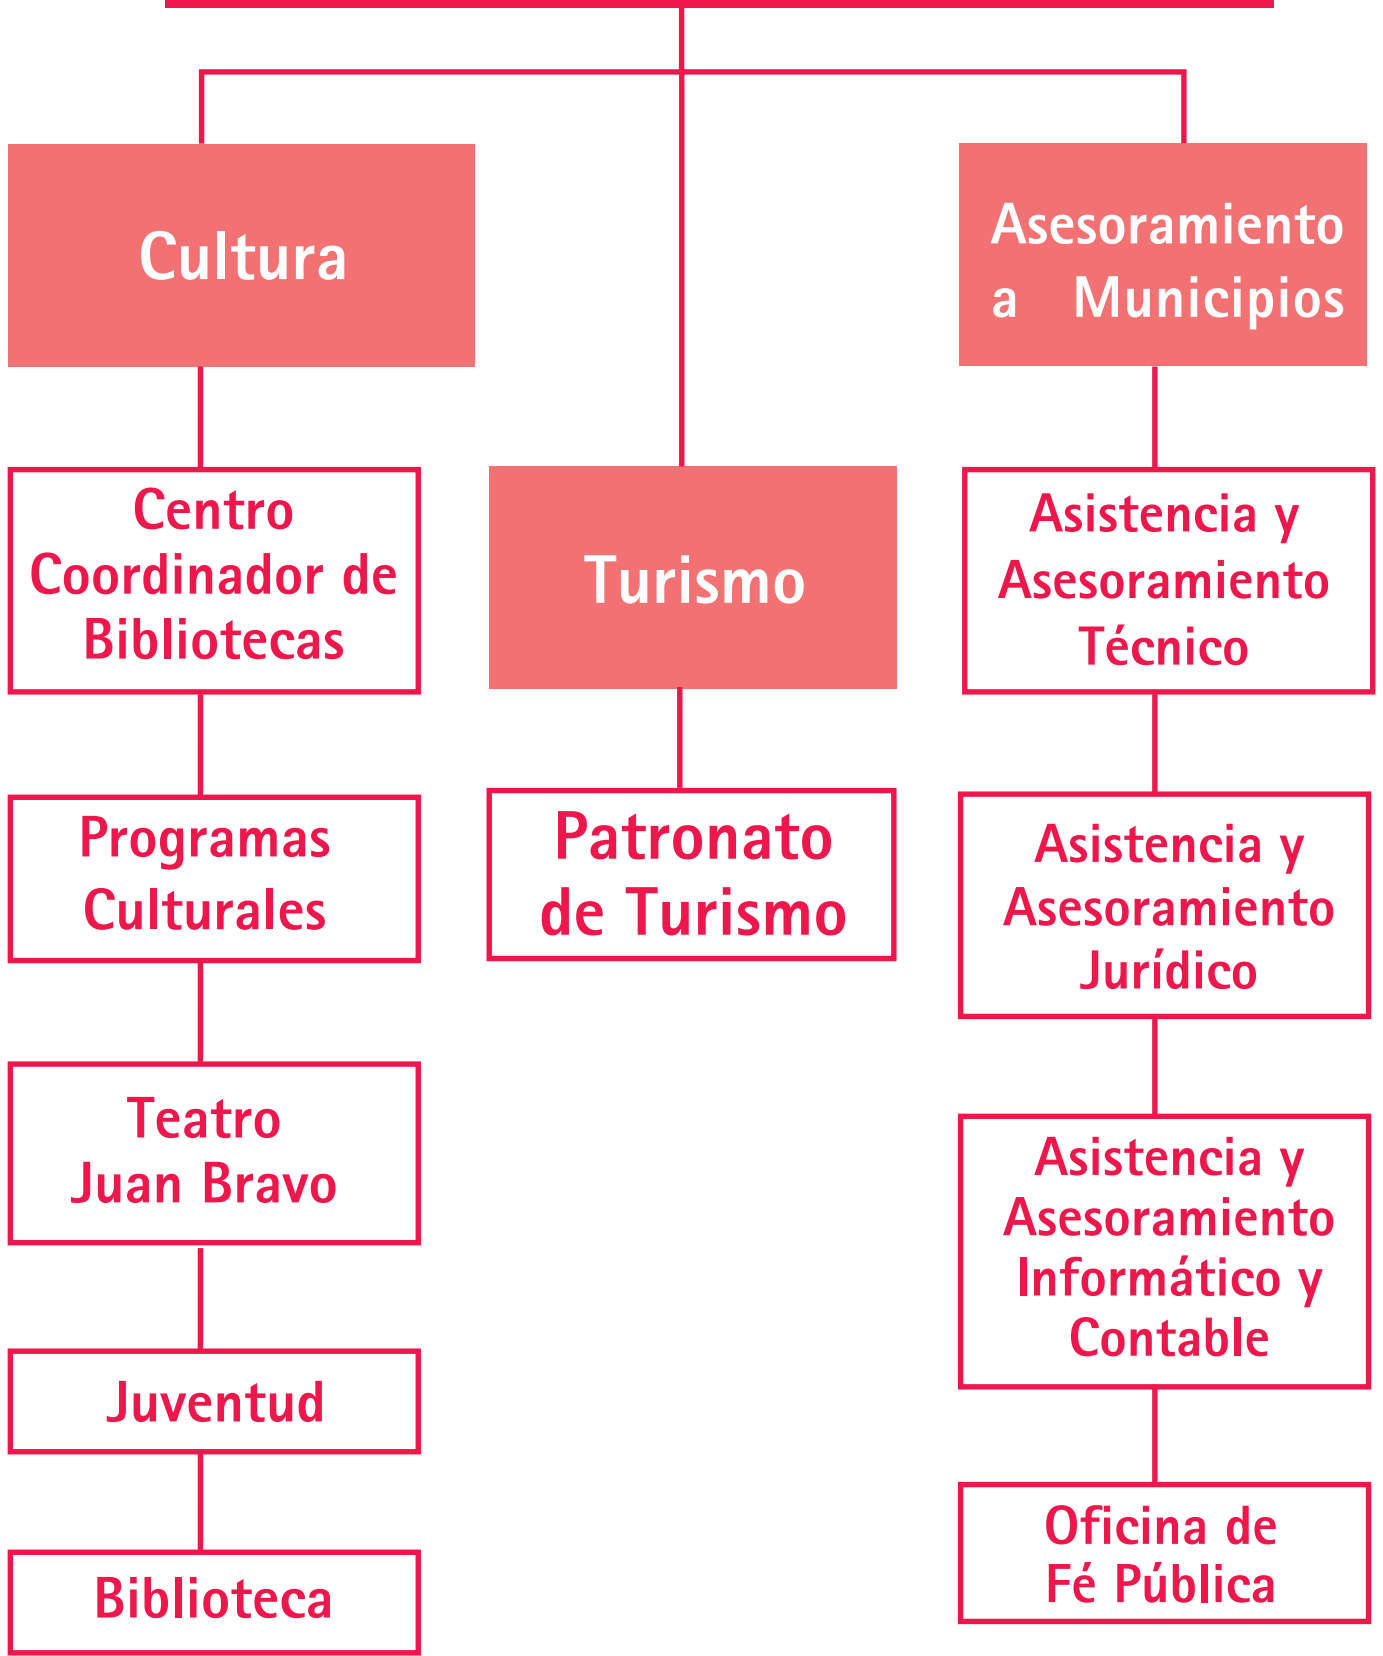 Cultura
Centro
Coordinador de
Bibliotecas
Programas
Culturales
Teatro
Juan Bravo
Juventud
Biblioteca
Turismo
Patronato
de Turismo
Asesoramiento
a Municipios
Asistencia y
Asesoramiento
Técnico
Asistencia y
Asesoramiento
Jurídico
Asistencia y
Asesoramiento
Informático y
Contable
Oficina de
Fé Pública